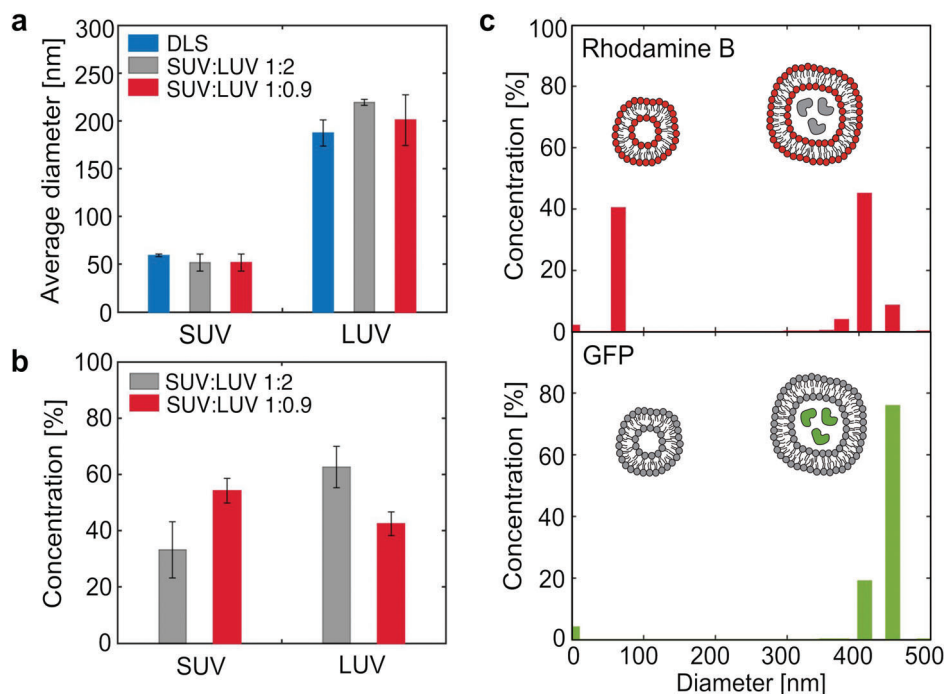 a
Average diameter [nm]
300
250
200
150
100
50
0
DLS
SUV:LUV 1:2
SUV:LUV 1:0.9
SUV
LUV
b
Concentration [%]
100
80
60
40
20
0
SUV:LUV 1:2
SUV:LUV 1:0.9
SUV
LUV
c
Concentration [%]
100
80
60
40
20
0
Rhodamine B
Concentration [%]
80
60
40
20
0
GFP
0
100
200
300
400
500
Diameter [nm]